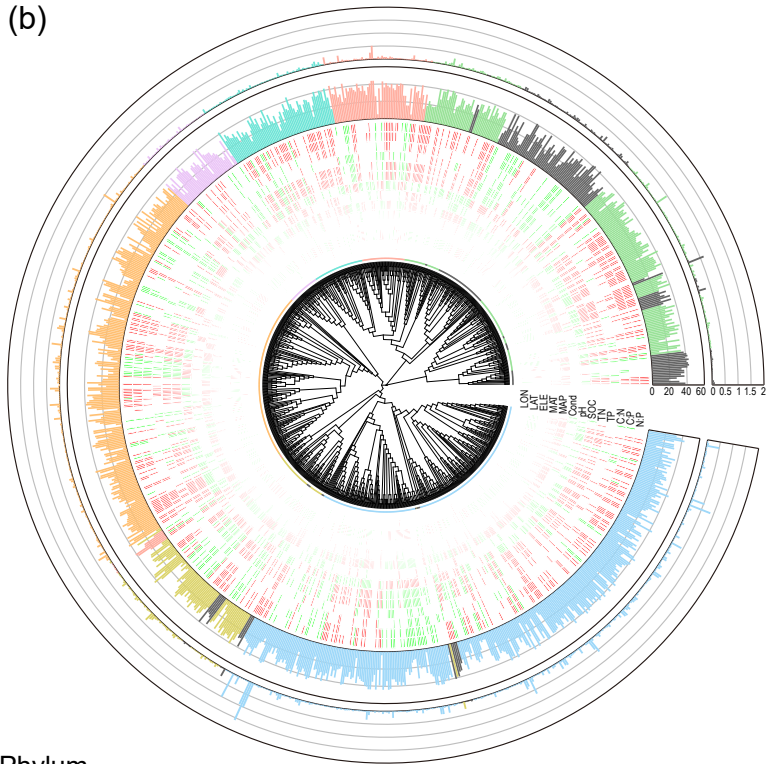 (b)
LON
LAT
ELE
MAT
MAP
Cond
pH
SOC
TN
TP
C:N
C:P
N:P
0 20 40 60 0 0.5 1 1.5 2
Phylum